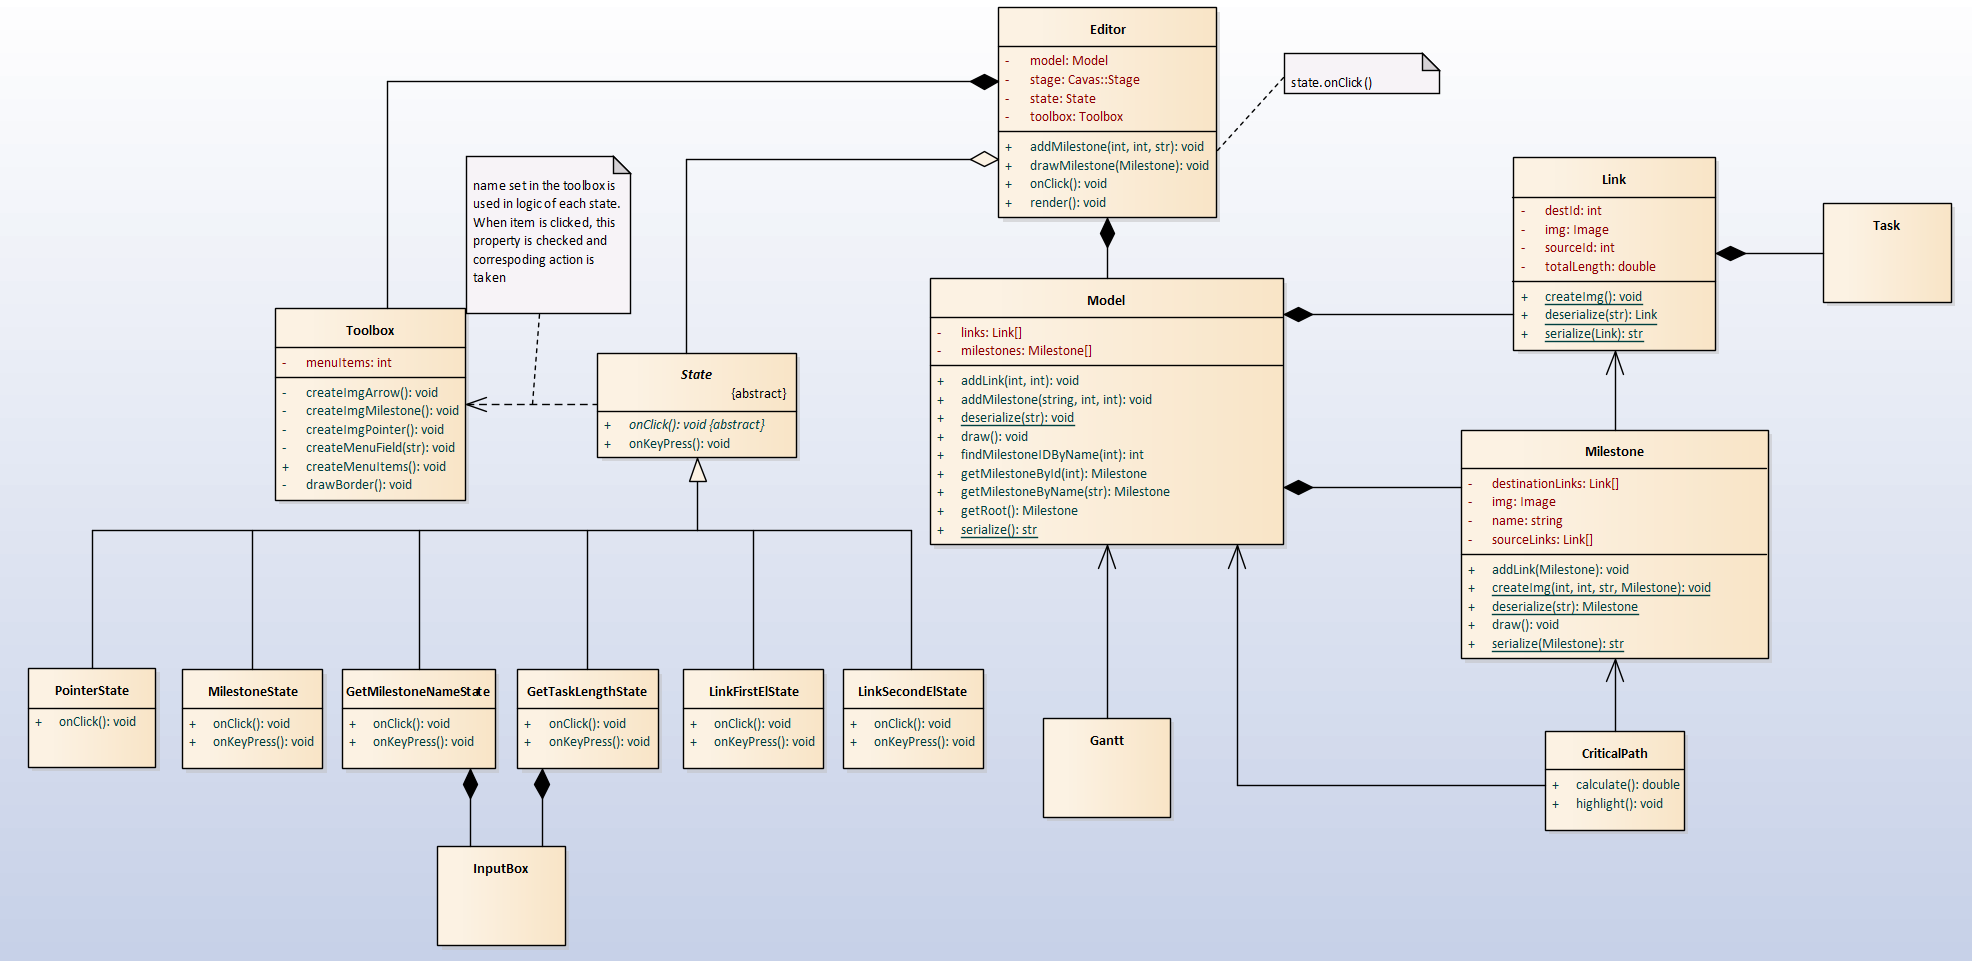 Editor
- model: Model
- stage: Cavas::Stage
- state: State
- toolbox: Toolbox
+ addMilestone(int, int, str): void
+ drawMilestone(Milestone): void
+ onClick(): void
+ render(): void
state.onClick()
name set in the toolbox is
used in logic of each state.
When item is clicked, this
property is checked and
correspoding action is
taken
Link
- destId: int
- img: Image
- sourceId: int
- totalLength: double
+ createImg(): void
+ deserialize(str): Link
+ serialize(Link): str
Task
Toolbox
- menuItems: int
- createImgArrow(): void
- createImgMilestone(): void
- createImgPointer(): void
- createMenuField(str): void
+ createMenuItems(): void
- drawBorder(): void
State
{abstract}
+ onClick(): void {abstract}
+ onKeyPress(): void
Model
- links: Link[]
- milestones: Milestone[]
+ addLink(int, int): void
+ addMilestone(string, int, int): void
+ deserialize(str): void
+ draw(): void
+ findMilestoneIDByName(int): int
+ getMilestoneById(int): Milestone
+ getMilestoneByName(str): Milestone
+ getRoot(): Milestone
+ serialize(): str
Milestone
- destinationLinks: Link[]
- img: Image
- name: string
- sourceLinks: Link[]
+ addLink(Milestone): void
+ createImg(int, int, str, Milestone): void
+ deserialize(str): Milestone
+ draw(): void
+ serialize(Milestone): str
PointerState
+ onClick(): void
MilestoneState
+ onClick(): void
+ onKeyPress(): void
GetMilestoneNameState
+ onClick(): void
+ onKeyPress(): void
GetTaskLengthState
+ onClick(): void
+ onKeyPress(): void
LinkFirstElState
+ onClick(): void
+ onKeyPress(): void
LinkSecondElState
+ onClick(): void
+ onKeyPress(): void
Gantt
CriticalPath
+ calculate(): double
+ highlight(): void
InputBox